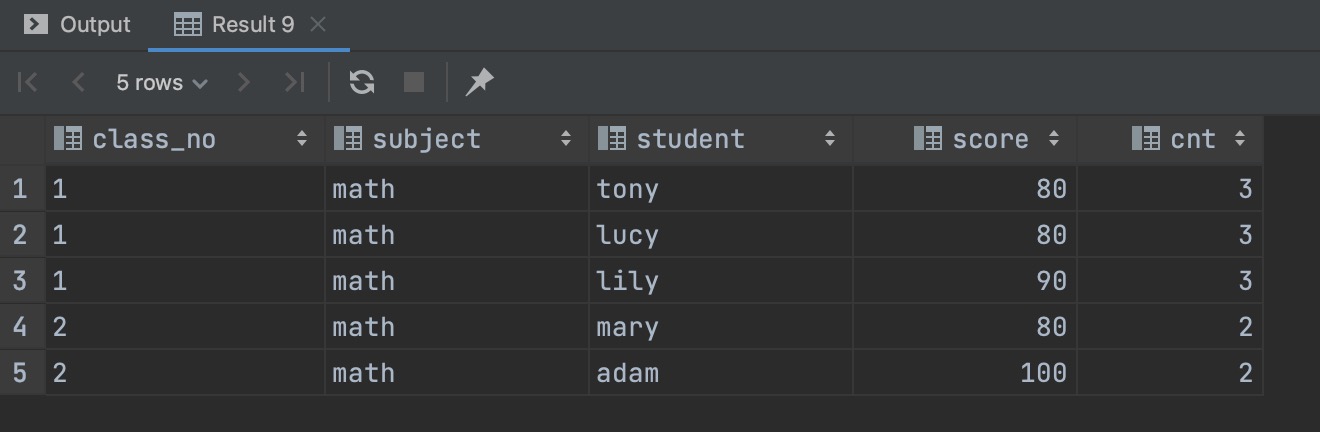 Output Result 9
5 rows
class_no subject student score cnt
1 1 math tony 80 3
2 1 math lucy 80 3
3 1 math lily 90 3
4 2 math mary 80 2
5 2 math adam 100 2